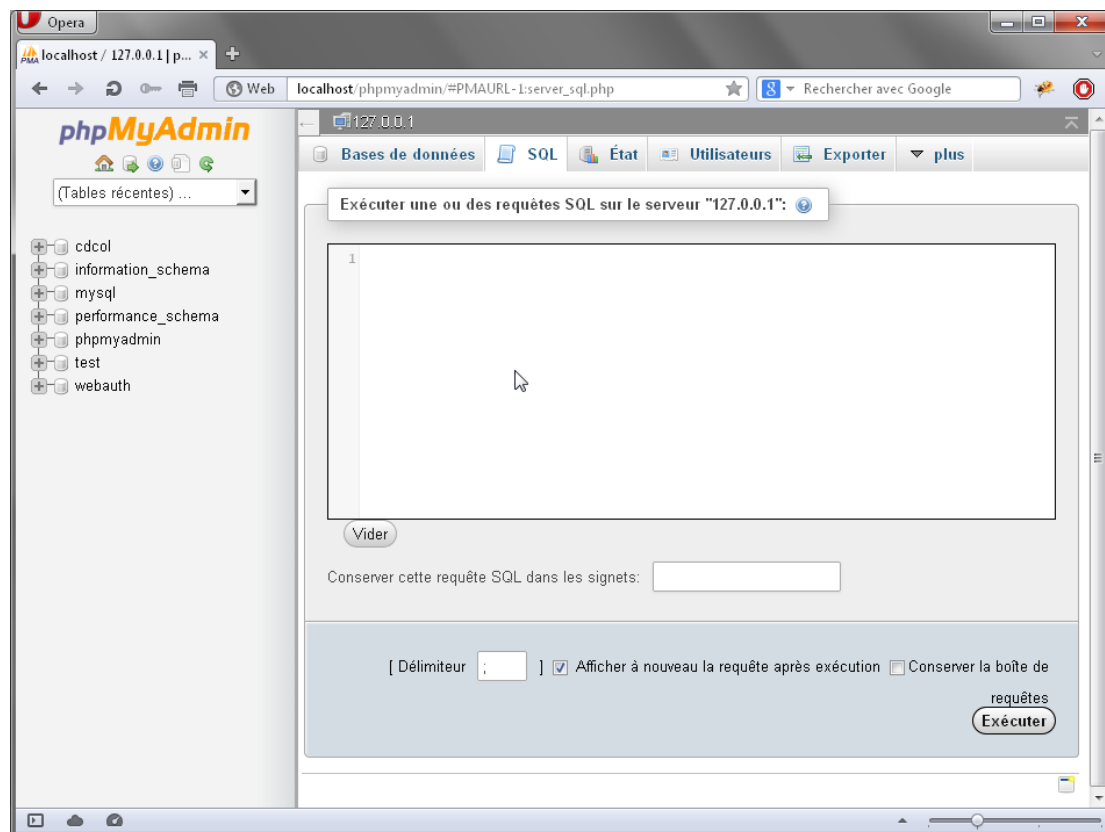 Opera
localhost / 127.0.0.1 | p...
Web
localhost/phpmyadmin/#PMAURL-1:server_sql.php
Rechercher avec Google
phpMyAdmin
(Tables récentes) ...
cdcol
information_schema
mysql
performance_schema
phpmyadmin
test
webauth
127.0.0.1
Bases de données
SQL
État
Utilisateurs
Exporter
plus
Exécuter une ou des requètes SQL sur le serveur "127.0.0.1":
1
Vider
Conserver cette requête SQL dans les signets:
[ Délimiteur ; ] Afficher à nouveau la requête après exécution Conserver la boîte de
requêtes
Exécuter